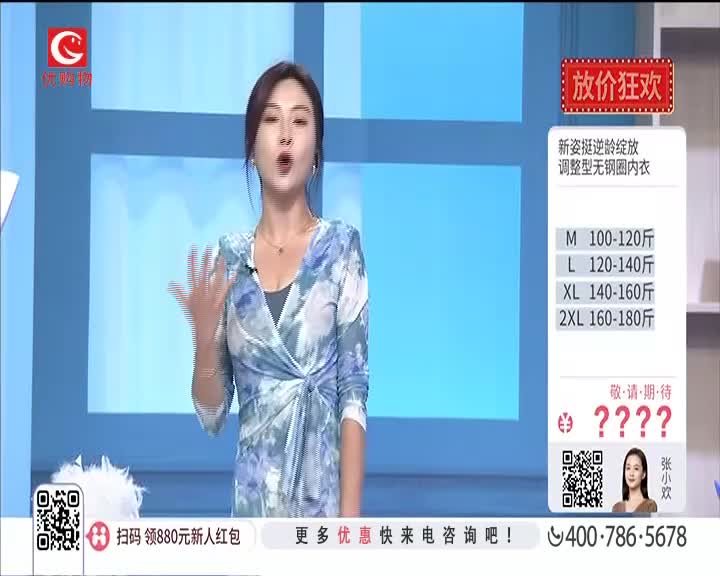 优购物
放价狂欢
新姿挺逆龄绽放
调整型无钢圈内衣
M 100-120斤
L 120-140斤
XL 140-160斤
2XL 160-180斤
敬·请·期·待
¥ ????
张小欢
扫码 领880元新人红包
更多优惠快来电咨询吧！
400-786-5678